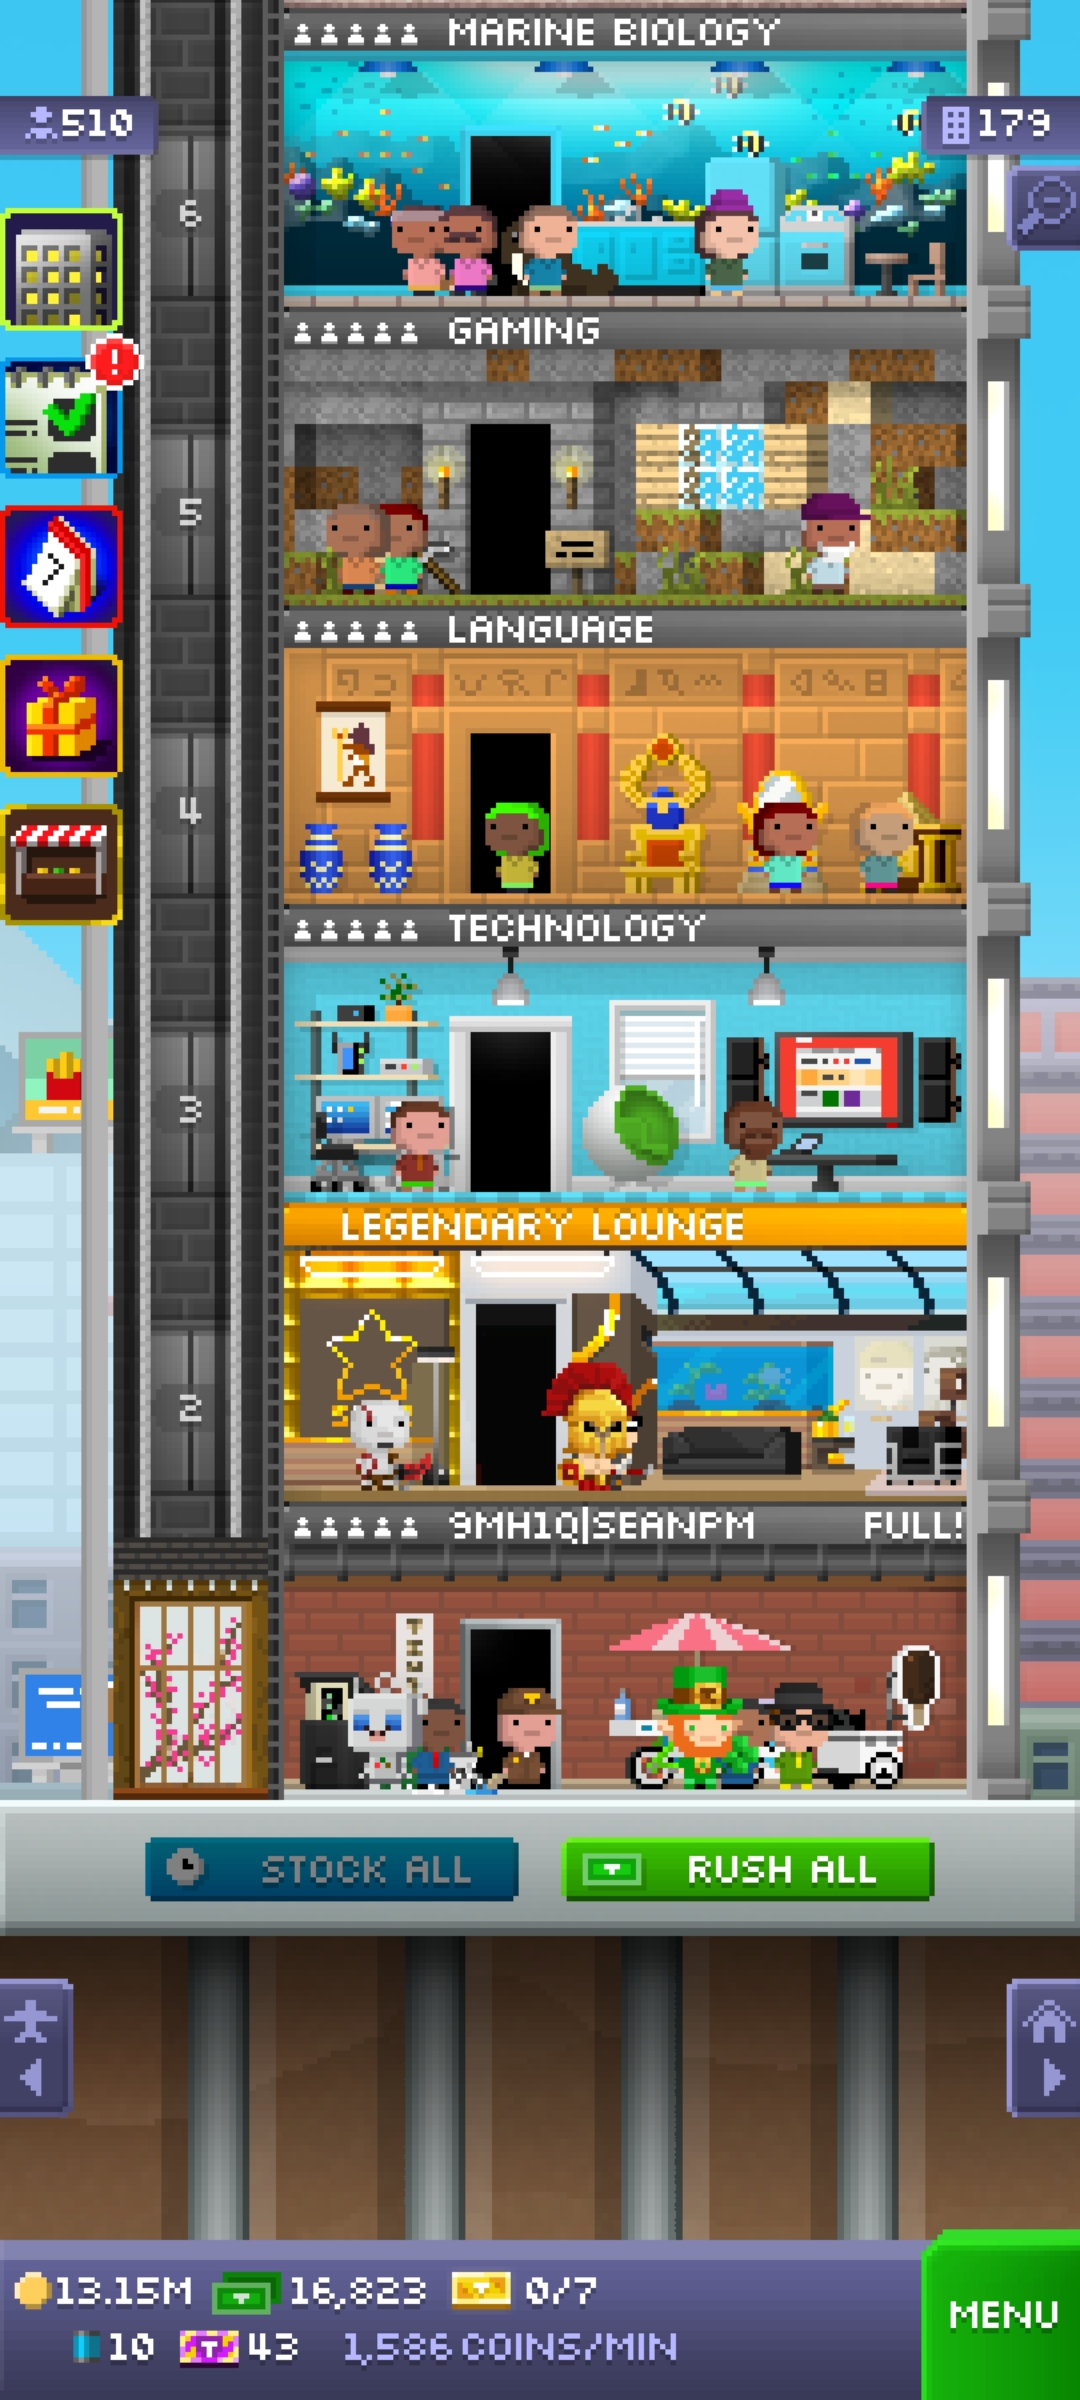 MARINE BIOLOGY
510
179
6
GAMING
5
7
LANGUAGE
4
TECHNOLOGY
3
LEGENDARY LOUNGE
2
9MH1Q|SEANPM FULL!
STOCK ALL
RUSH ALL
13.15M 16,823 0/7
10 43 1,586 COINS/MIN
MENU